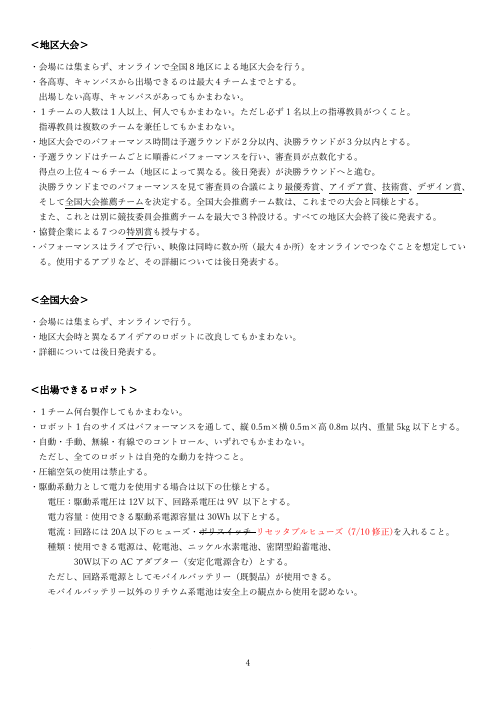 ＜地区大会＞
・会場には集まらず、オンラインで全国８地区による地区大会を行う。
・各高専、キャンパスから出場できるのは最大４チームまでとする。
出場しない高専、キャンパスがあってもかまわない。
・１チームの人数は１人以上、何人でもかまわない。ただし必ず１名以上の指導教員がつくこと。
指導教員は複数のチームを兼任してもかまわない。
・地区大会でのパフォーマンス時間は予選ラウンドが２分以内、決勝ラウンドが３分以内とする。
・予選ラウンドはチームごとに順番にパフォーマンスを行い、審査員が点数化する。
得点の上位４～６チーム（地区によって異なる。後日発表）が決勝ラウンドへと進む。
決勝ラウンドまでのパフォーマンスを見て審査員の合議により最優秀賞、アイデア賞、技術賞、デザイン賞、
そして全国大会推薦チームを決定する。全国大会推薦チーム数は、これまでの大会と同様とする。
また、これとは別に競技委員会推薦チームを最大で３枠設ける。すべての地区大会終了後に発表する。
・協賛企業による７つの特別賞も授与する。
・パフォーマンスはライブで行い、映像は同時に数か所（最大４か所）をオンラインでつなぐことを想定してい
る。使用するアプリなど、その詳細については後日発表する。
＜全国大会＞
・会場には集まらず、オンラインで行う。
・地区大会時と異なるアイデアのロボットに改良してもかまわない。
・詳細については後日発表する。
＜出場できるロボット＞
・１チーム何台製作してもかまわない。
・ロボット１台のサイズはパフォーマンスを通して、縦 0.5m×横 0.5m×高 0.8m 以内、重量 5kg 以下とする。
・自動・手動、無線・有線でのコントロール、いずれでもかまわない。
ただし、全てのロボットは自発的な動力を持つこと。
・圧縮空気の使用は禁止する。
・駆動系動力として電力を使用する場合は以下の仕様とする。
電圧：駆動系電圧は 12V 以下、回路系電圧は 9V 以下とする。
電力容量：使用できる駆動系電源容量は 30Wh 以下とする。
電流：回路には 20A 以下のヒューズ・ポリスイッチ リセッタブルヒューズ（7/10 修正)を入れること。
種類：使用できる電源は、乾電池、ニッケル水素電池、密閉型鉛蓄電池、
30W以下の AC アダプター（安定化電源含む）とする。
ただし、回路系電源としてモバイルバッテリー（既製品）が使用できる。
モバイルバッテリー以外のリチウム系電池は安全上の観点から使用を認めない。
4